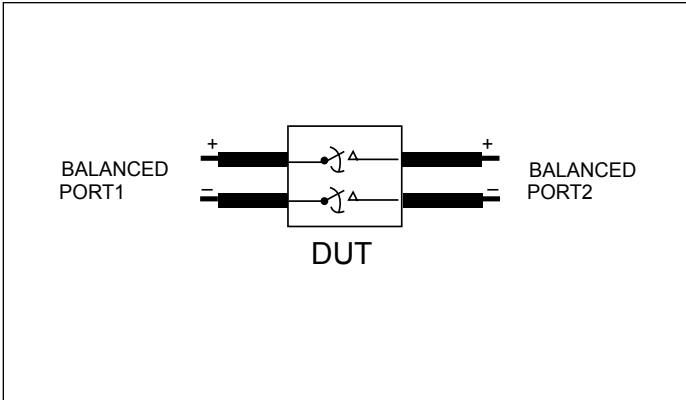 + +
BALANCED BALANCED
PORT1 – – PORT2
DUT